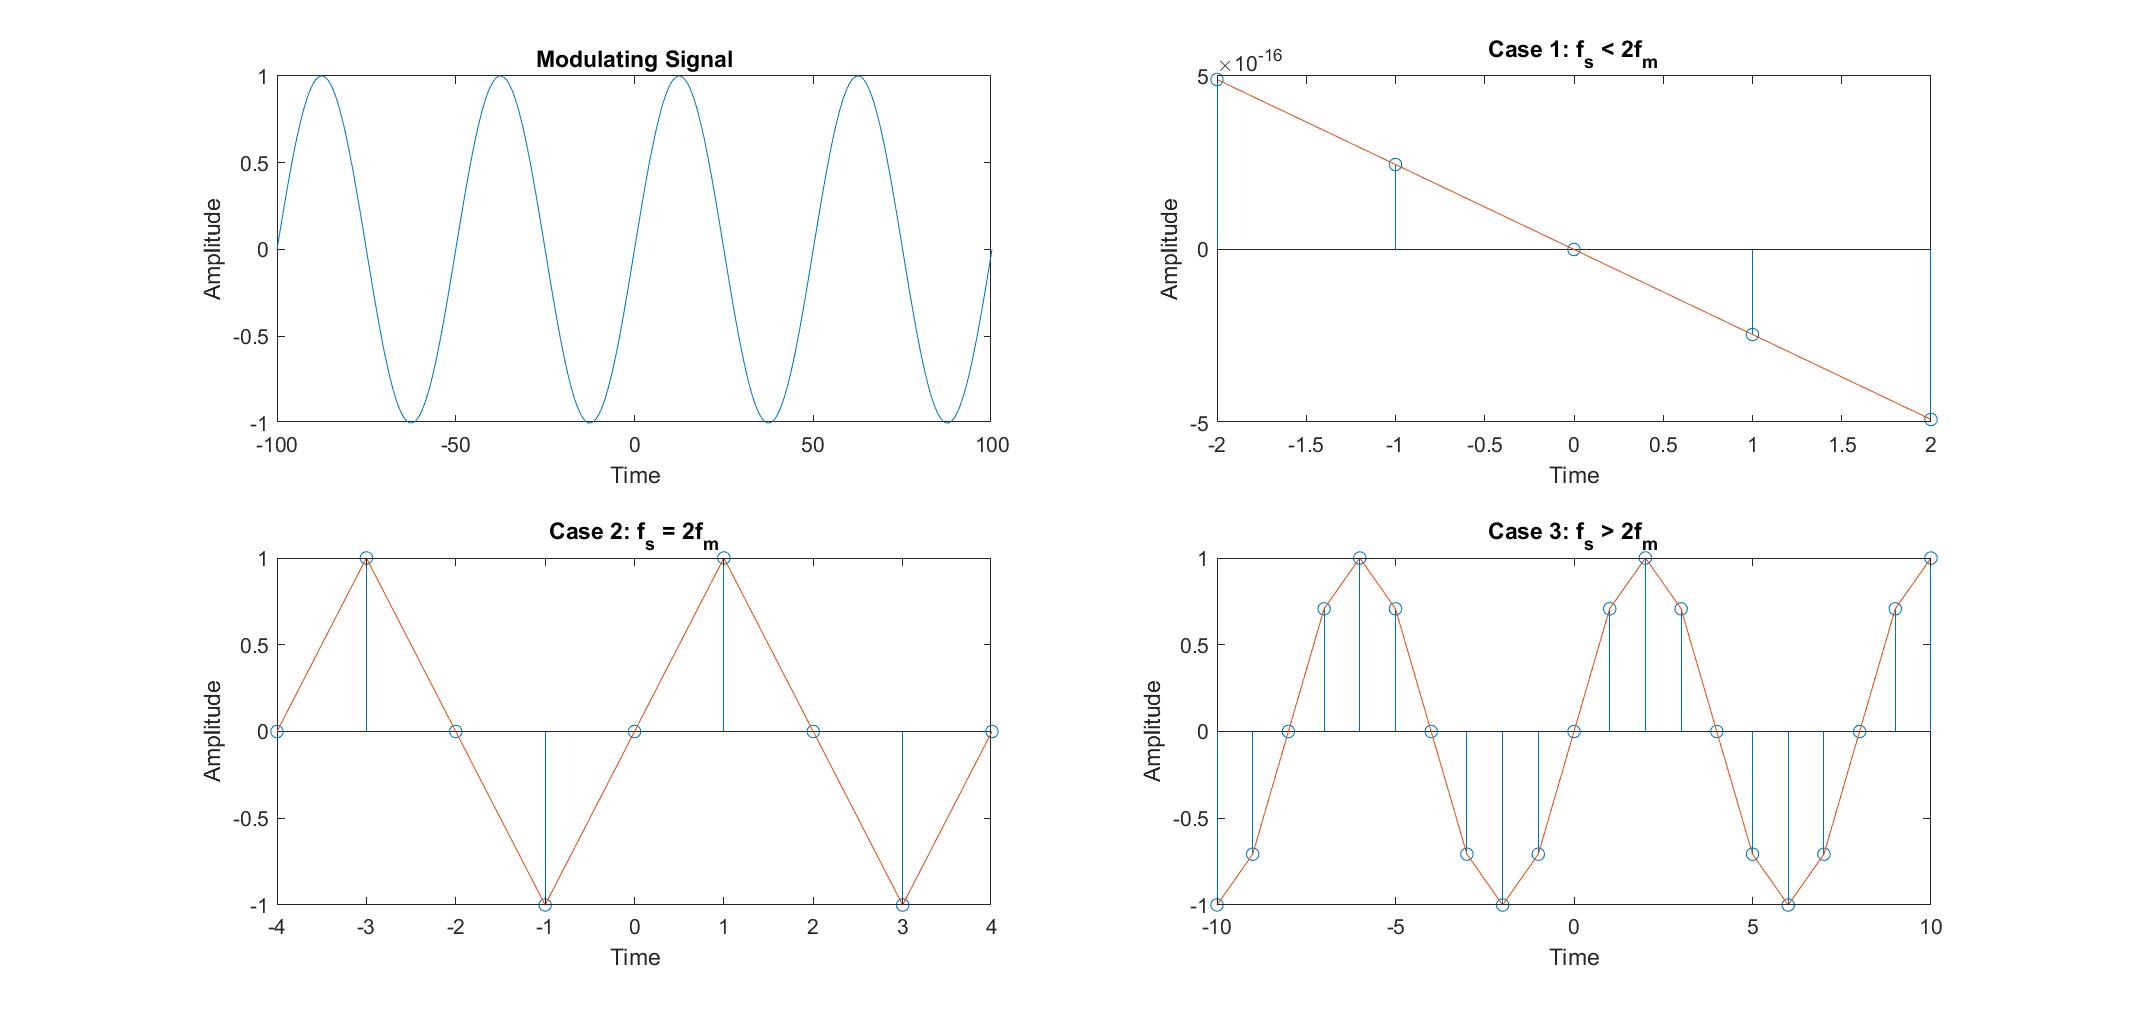 Modulating Signal
1
0.5
0
-0.5
-1
-100 -50 0 50 100
Amplitude
Time
Case 1: fs < 2fm
×10-16
5
0
-5
-2 -1.5 -1 -0.5 0 0.5 1 1.5 2
Amplitude
Time
Case 2: fs = 2fm
1
0.5
0
-0.5
-1
-4 -3 -2 -1 0 1 2 3 4
Amplitude
Time
Case 3: fs > 2fm
1
0.5
0
-0.5
-1
-10 -5 0 5 10
Amplitude
Time